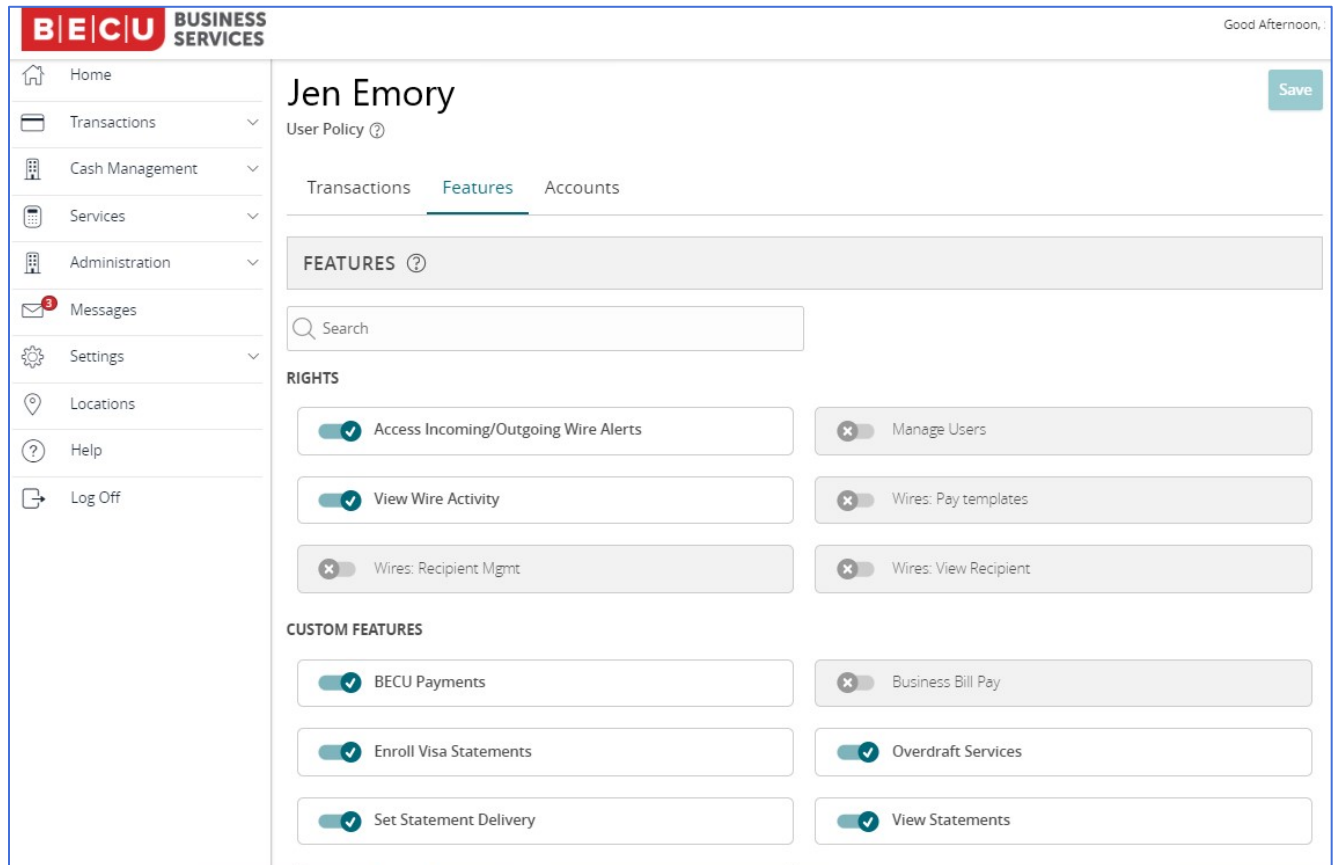 B|E|C|U BUSINESS SERVICES
Good Afternoon,
Home
Transactions
Cash Management
Services
Administration
3
Messages
Settings
Locations
Help
Log Off
Jen Emory
Save
User Policy ?
Transactions Features Accounts
FEATURES ?
Search
RIGHTS
Access Incoming/Outgoing Wire Alerts
Manage Users
View Wire Activity
Wires: Pay templates
Wires: Recipient Mgmt
Wires: View Recipient
CUSTOM FEATURES
BECU Payments
Business Bill Pay
Enroll Visa Statements
Overdraft Services
Set Statement Delivery
View Statements